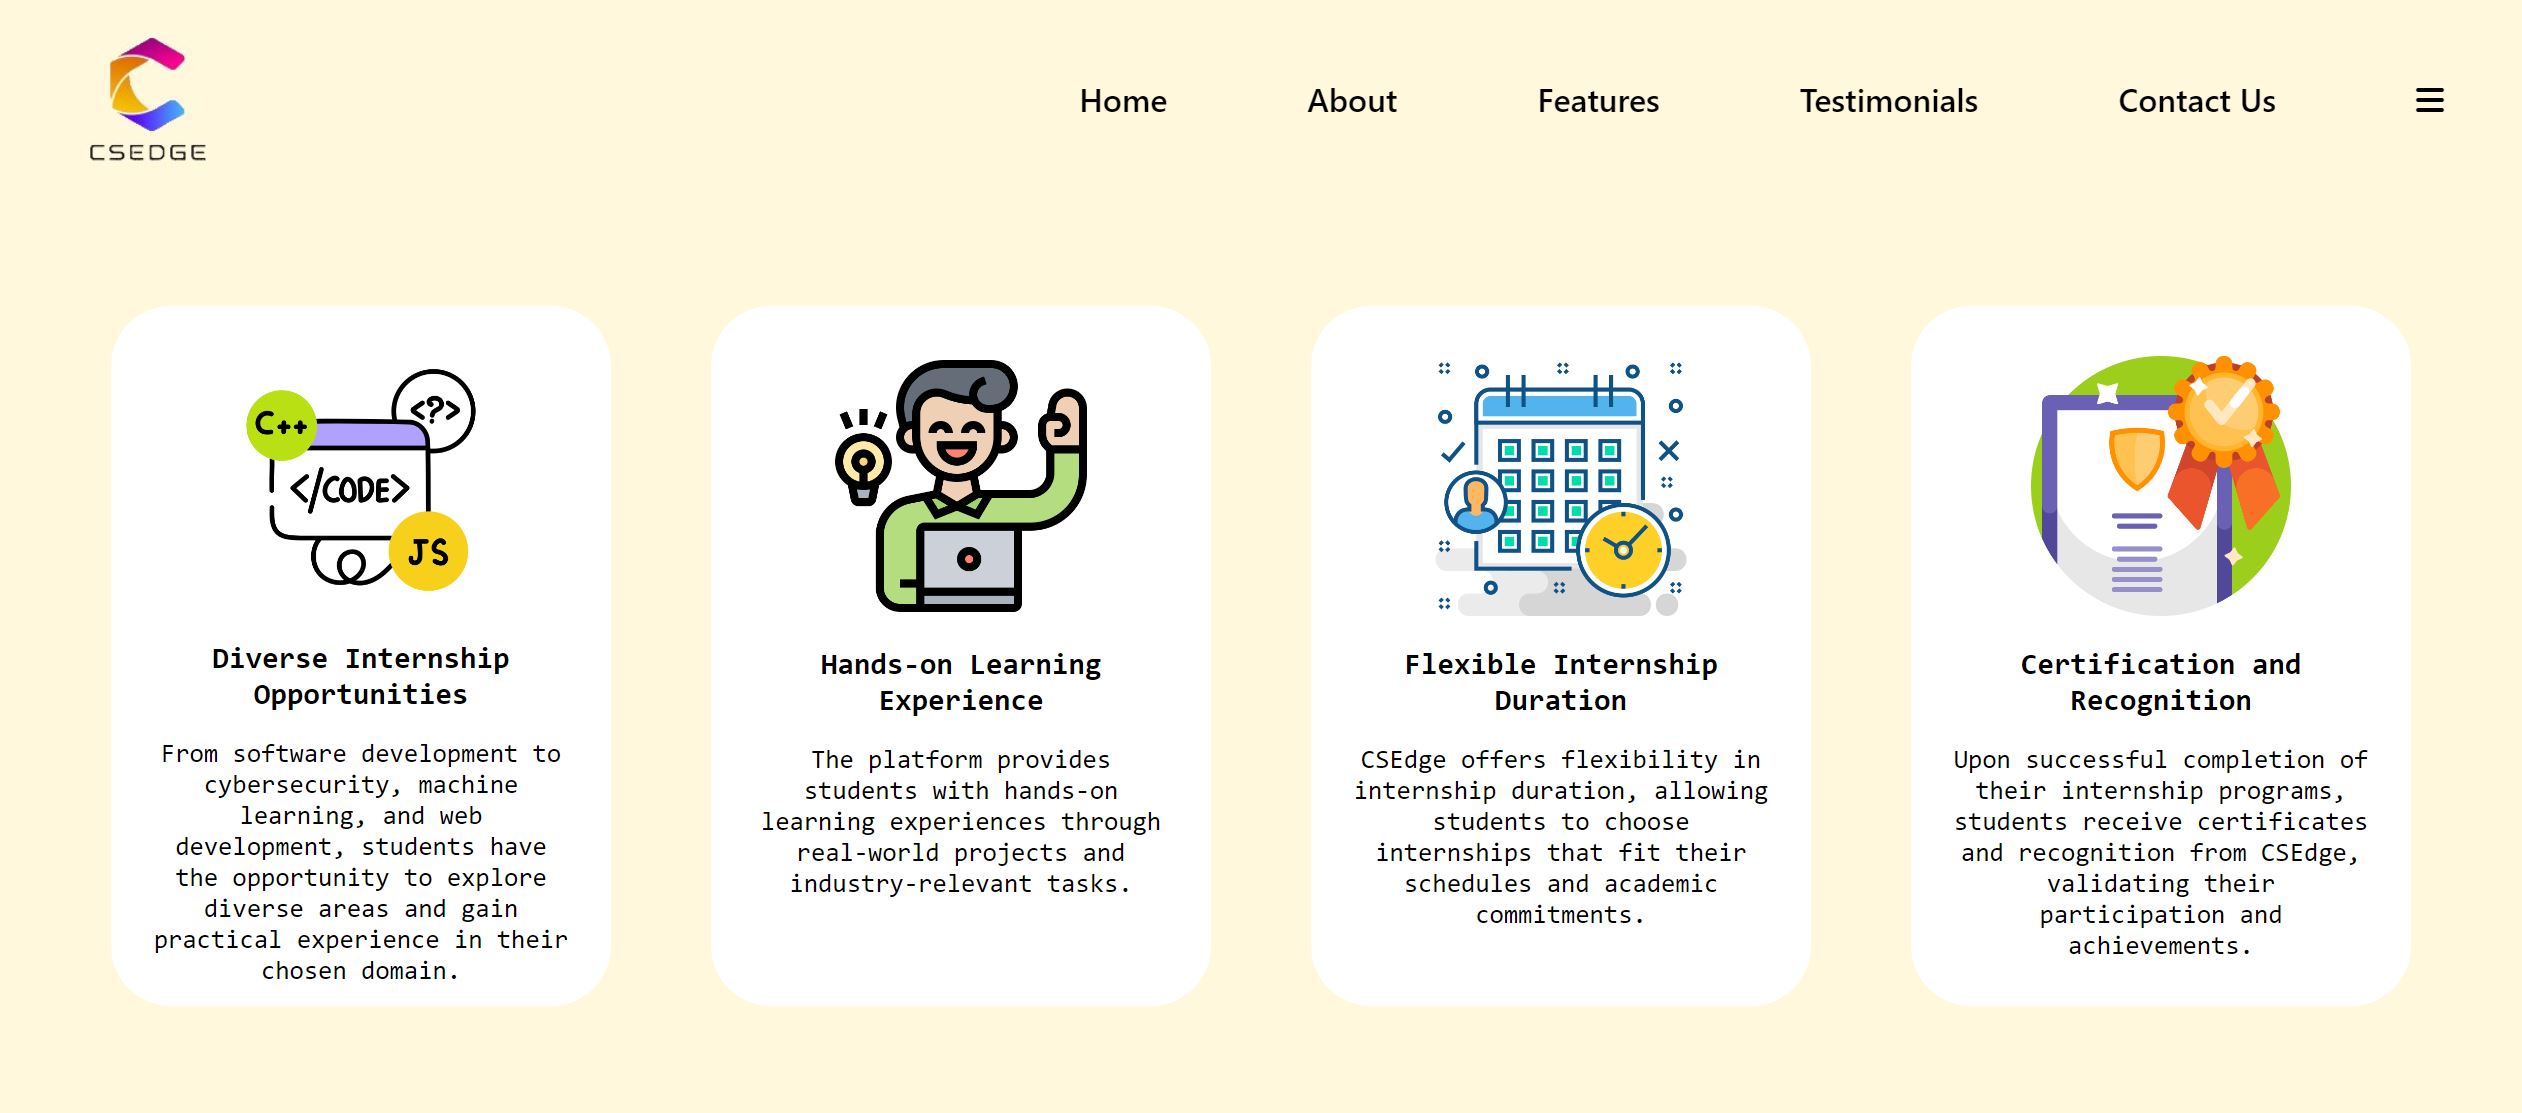 CSEDGE
Home
About
Features
Testimonials
Contact Us
C++
<?>
</CODE>
JS
Diverse Internship
Opportunities
From software development to
cybersecurity, machine
learning, and web
development, students have
the opportunity to explore
diverse areas and gain
practical experience in their
chosen domain.
Hands-on Learning
Experience
The platform provides
students with hands-on
learning experiences through
real-world projects and
industry-relevant tasks.
Flexible Internship
Duration
CSEdge offers flexibility in
internship duration, allowing
students to choose
internships that fit their
schedules and academic
commitments.
Certification and
Recognition
Upon successful completion of
their internship programs,
students receive certificates
and recognition from CSEdge,
validating their
participation and
achievements.